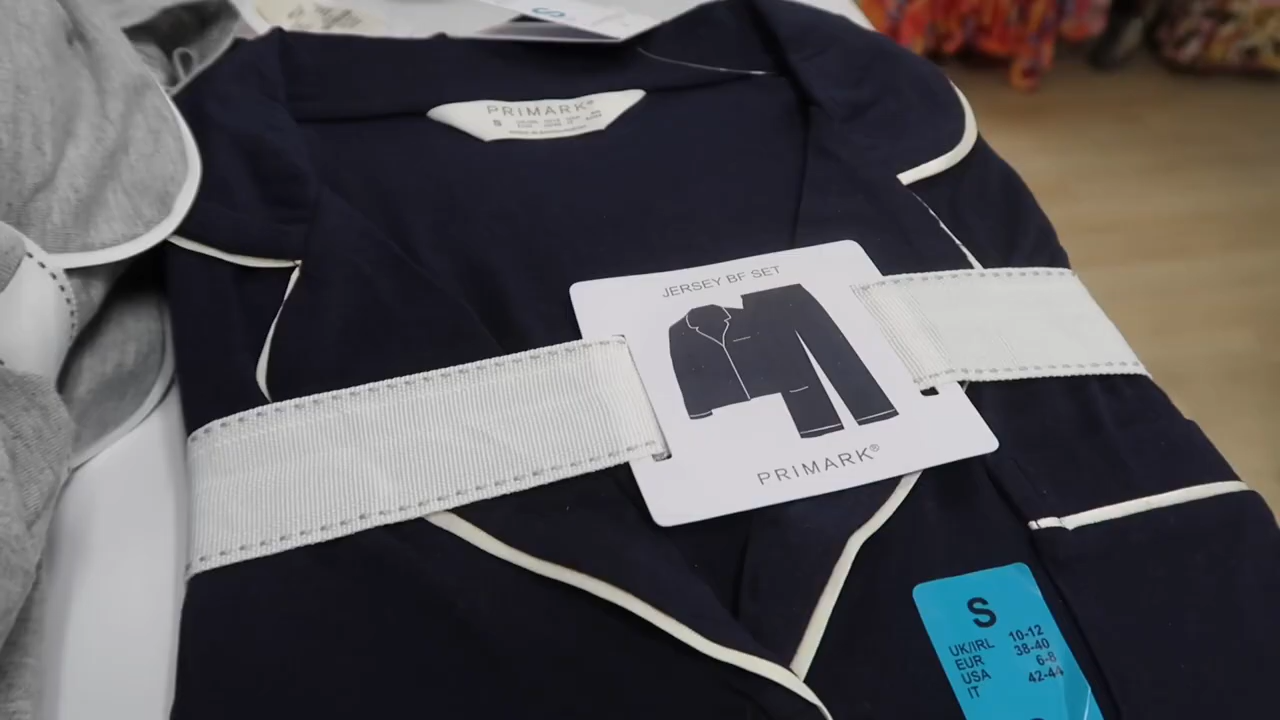 S
PRIMARK®
S
JERSEY BF SET
PRIMARK®
S
UK/IRL 10-12
EUR 38-40
USA 6-8
IT 42-44